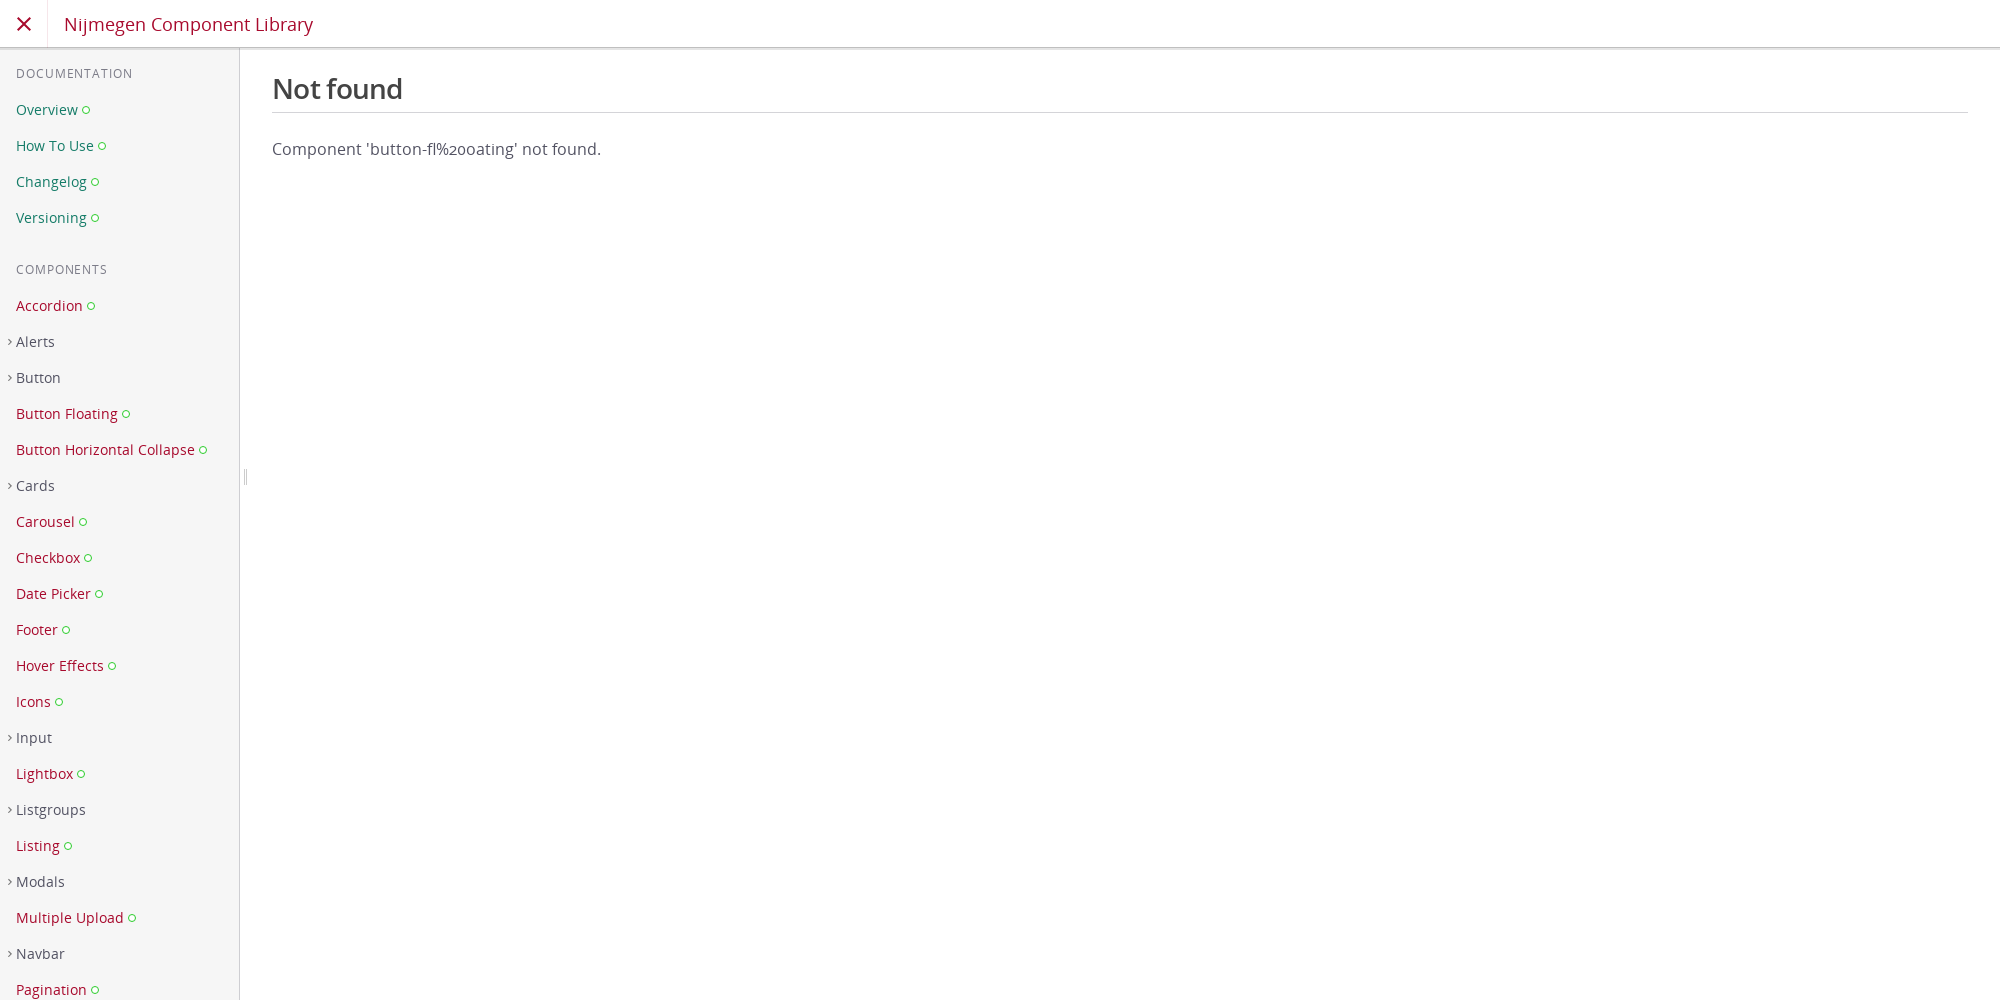 Nijmegen Component Library
DOCUMENTATION
Overview
How To Use
Changelog
Versioning
COMPONENTS
Accordion
Alerts
Button
Button Floating
Button Horizontal Collapse
Cards
Carousel
Checkbox
Date Picker
Footer
Hover Effects
Icons
Input
Lightbox
Listgroups
Listing
Modals
Multiple Upload
Navbar
Pagination
Not found
Component 'button-fl%20oating' not found.